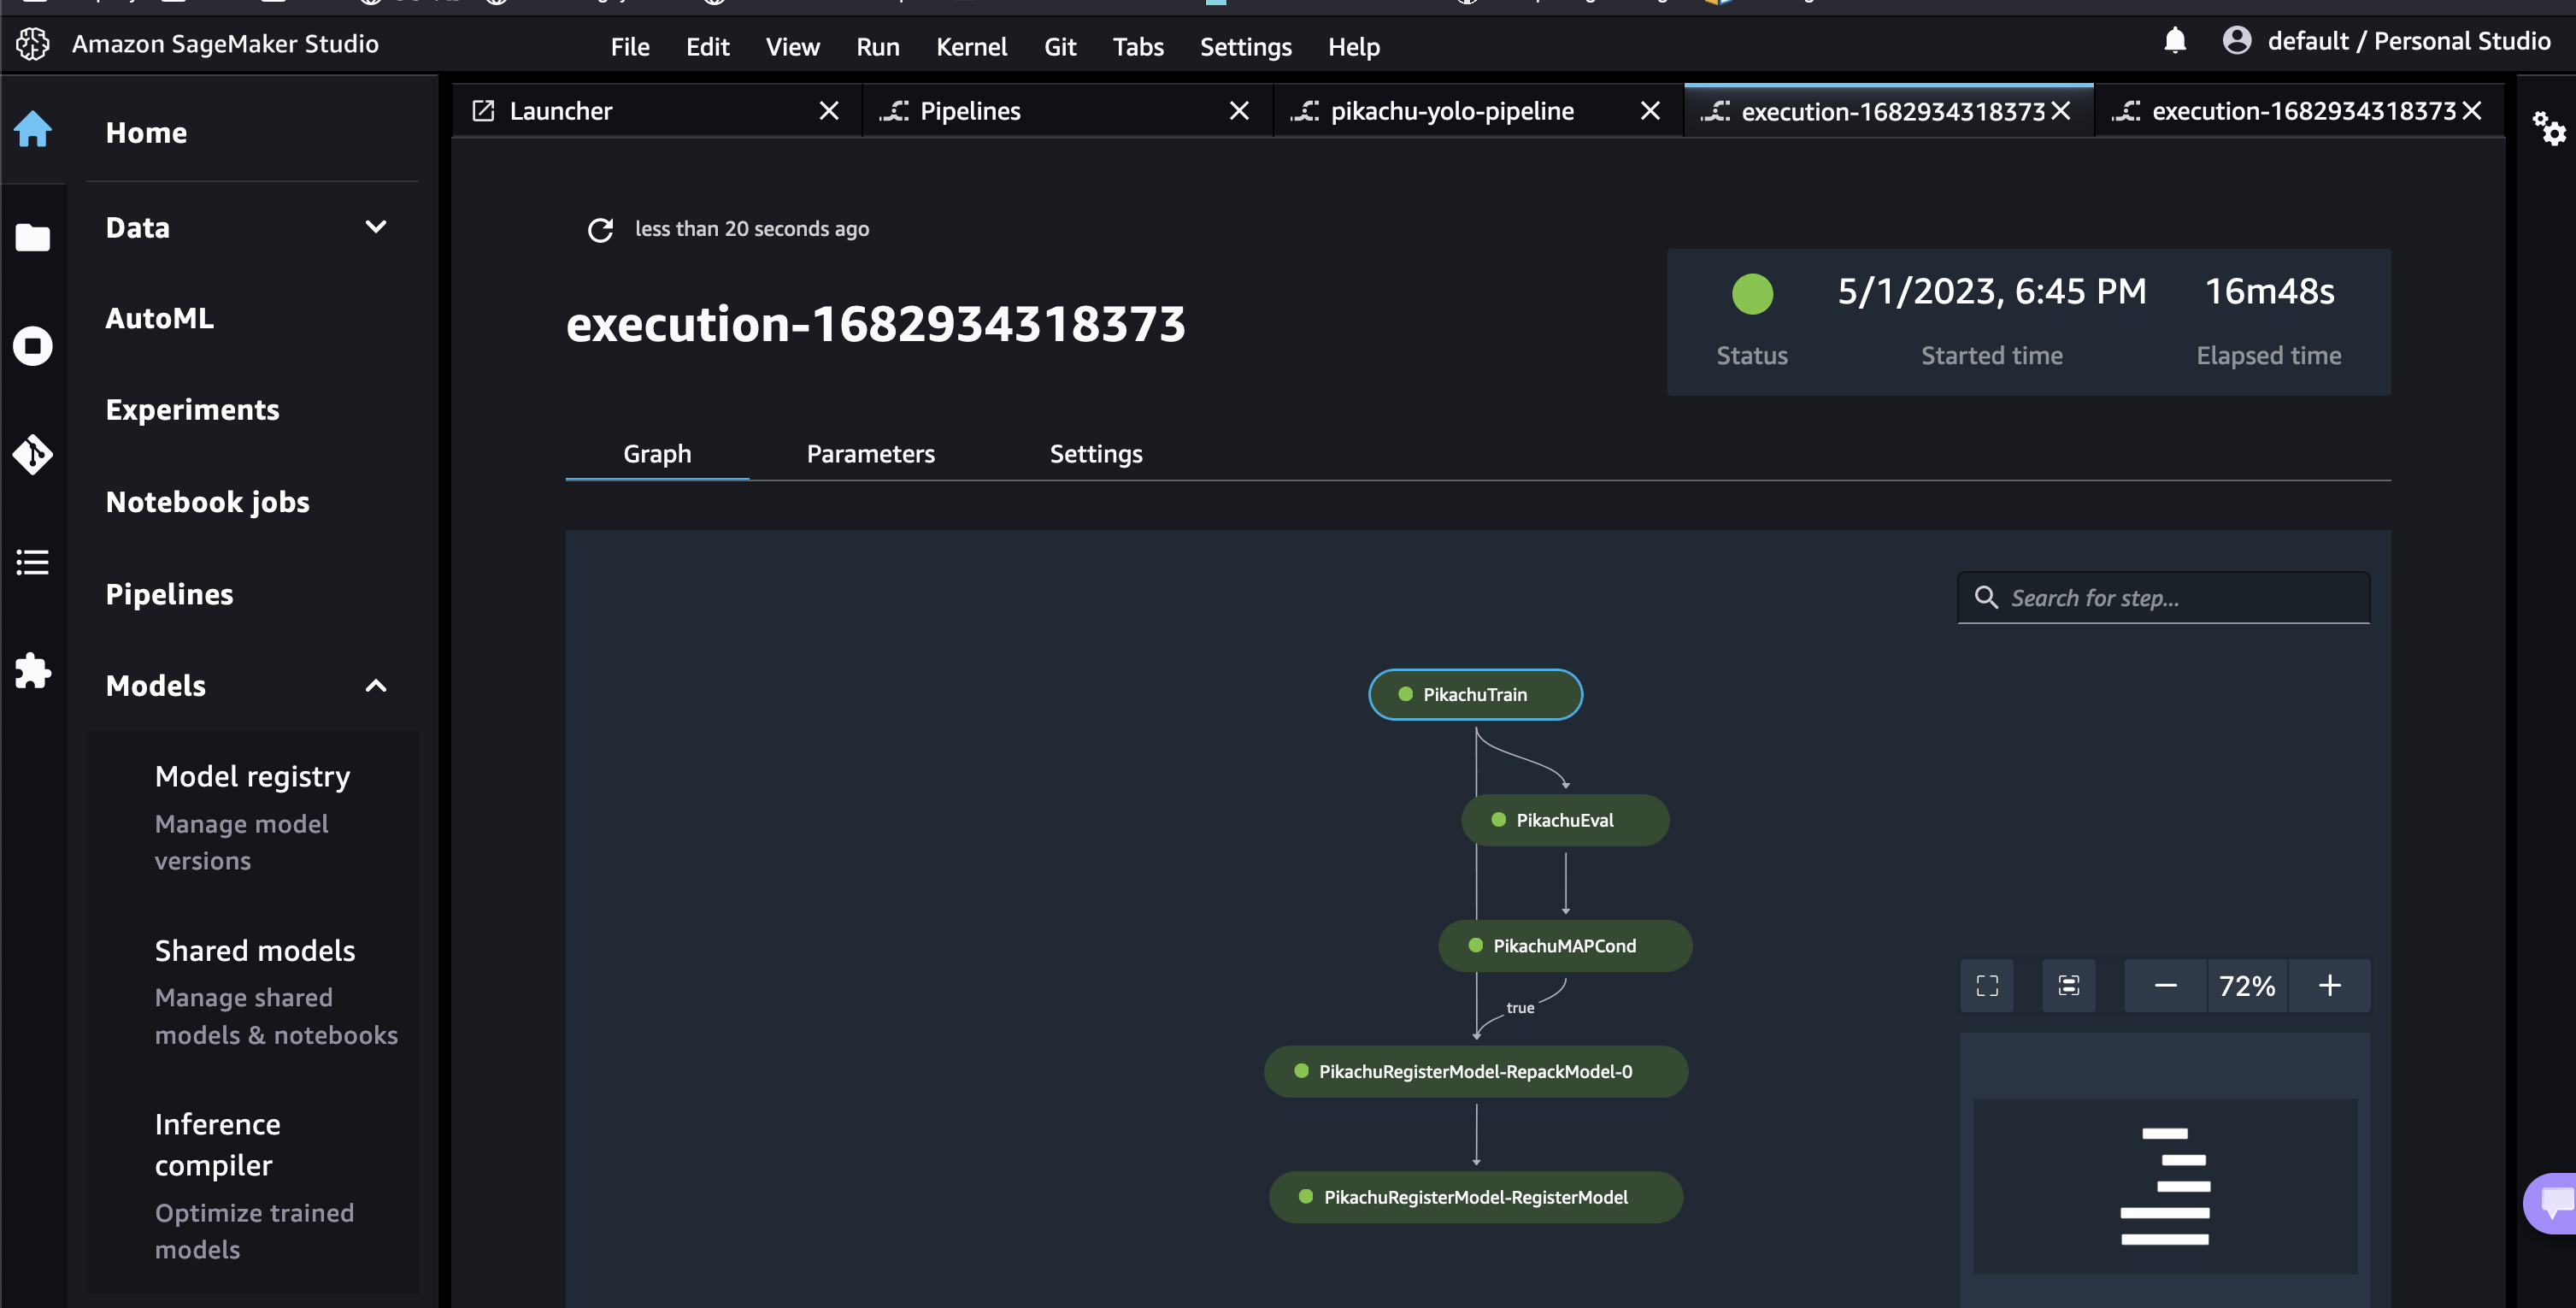 Amazon SageMaker Studio
File Edit View Run Kernel Git Tabs Settings Help
default / Personal Studio
Launcher
Pipelines
pikachu-yolo-pipeline
execution-1682934318373
execution-1682934318373
Home
Data
AutoML
Experiments
Notebook jobs
Pipelines
Models
Model registry
Manage model
versions
Shared models
Manage shared
models & notebooks
Inference
compiler
Optimize trained
models
less than 20 seconds ago
execution-1682934318373
5/1/2023, 6:45 PM 16m48s
Status Started time Elapsed time
Graph Parameters Settings
Search for step...
PikachuTrain
PikachuEval
PikachuMAPCond
true
PikachuRegisterModel-RepackModel-0
PikachuRegisterModel-RegisterModel
72%